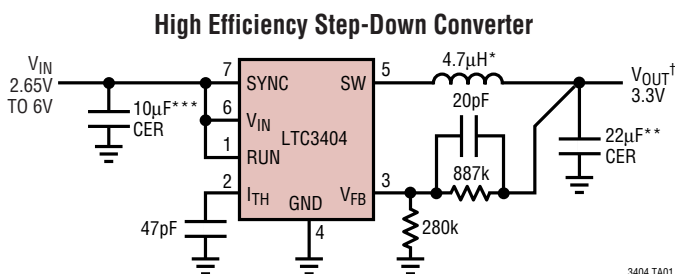 High Efficiency Step-Down Converter
VIN
2.65V
TO 6V
10µF***
CER
7
SYNC
6
VIN
1
RUN
2
ITH
47pF
LTC3404
GND
4
SW
5
VFB
3
4.7µH*
20pF
887k
280k
VOUT†
3.3V
22µF**
CER
3404 TA01